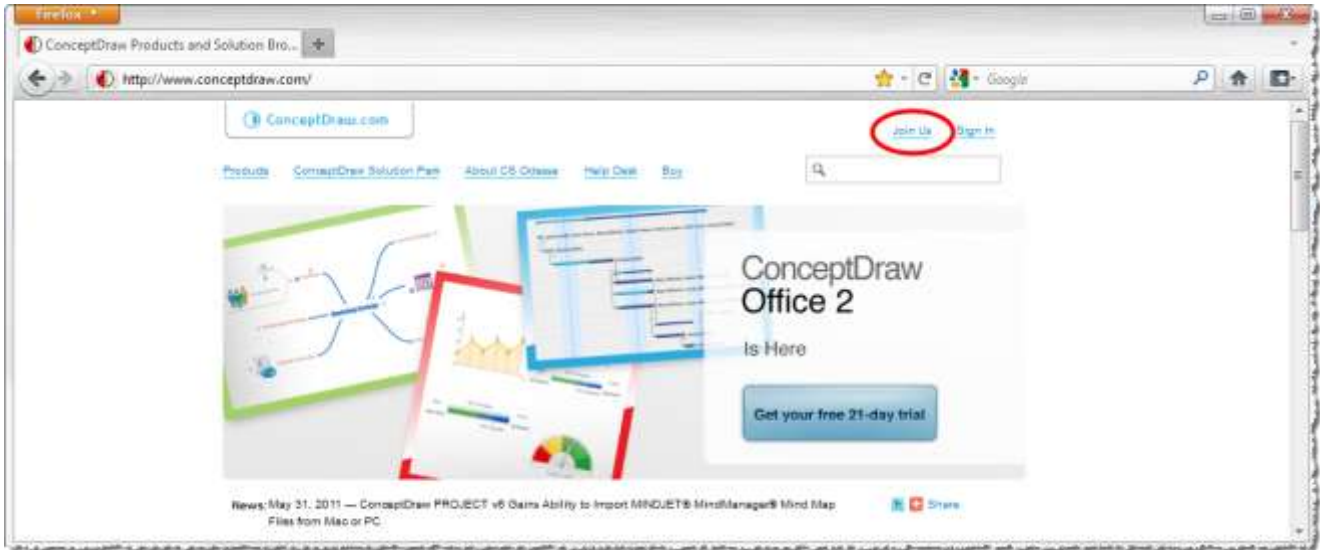 Firefox
ConceptDraw Products and Solution Bro...
http://www.conceptdraw.com/
Google
ConceptDraw.com
Join Us Sign In
Products ConceptDraw Solution Park About CS Odessa Help Desk Buy
ConceptDraw
Office 2
Is Here
Get your free 21-day trial
News: May 31, 2011 — ConceptDraw PROJECT v6 Gains Ability to Import MINDJET® MindManager® Mind Map
Files from Mac or PC
Share